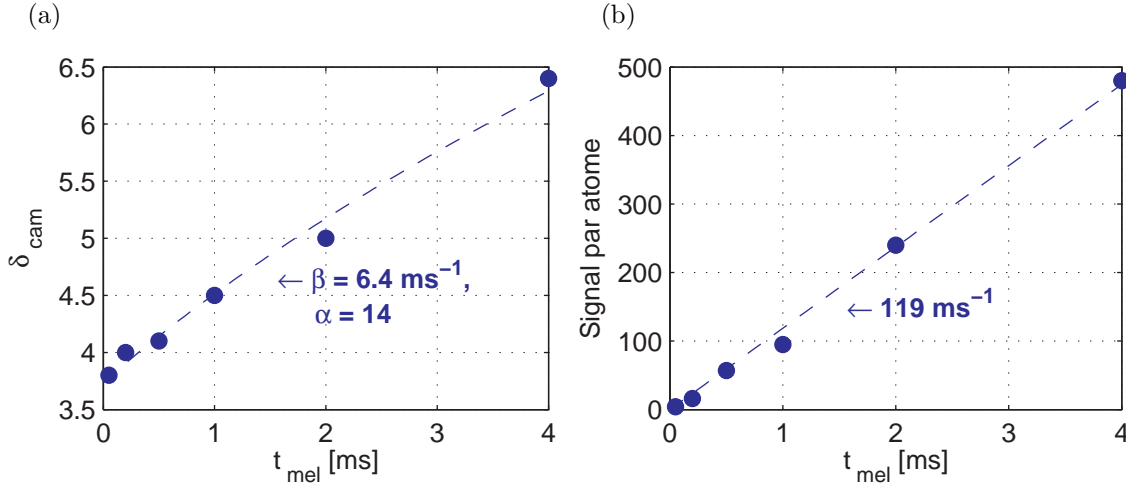 (a)
6.5
6
5.5
5
4.5
4
3.5
δ cam
← β = 6.4 ms⁻¹,
α = 14
0 1 2 3 4
t mel [ms]
(b)
500
400
300
200
100
0
Signal par atome
← 119 ms⁻¹
0 1 2 3 4
t mel [ms]